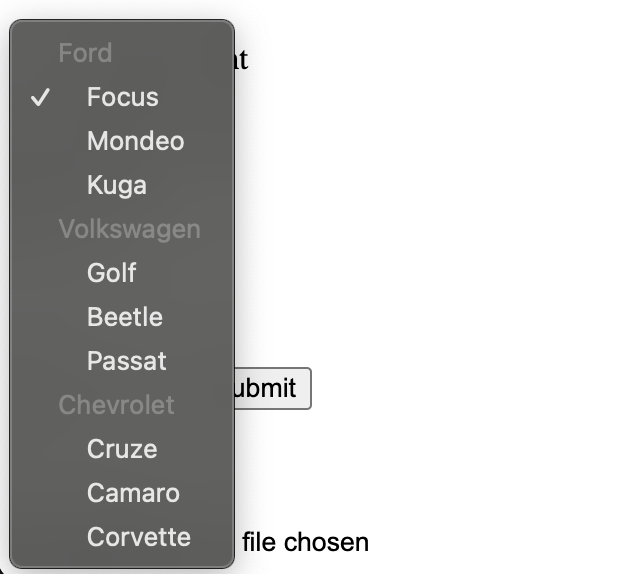 Ford
✓ Focus
Mondeo
Kuga
Volkswagen
Golf
Beetle
Passat
Chevrolet
ubmit
Cruze
Camaro
Corvette
file chosen